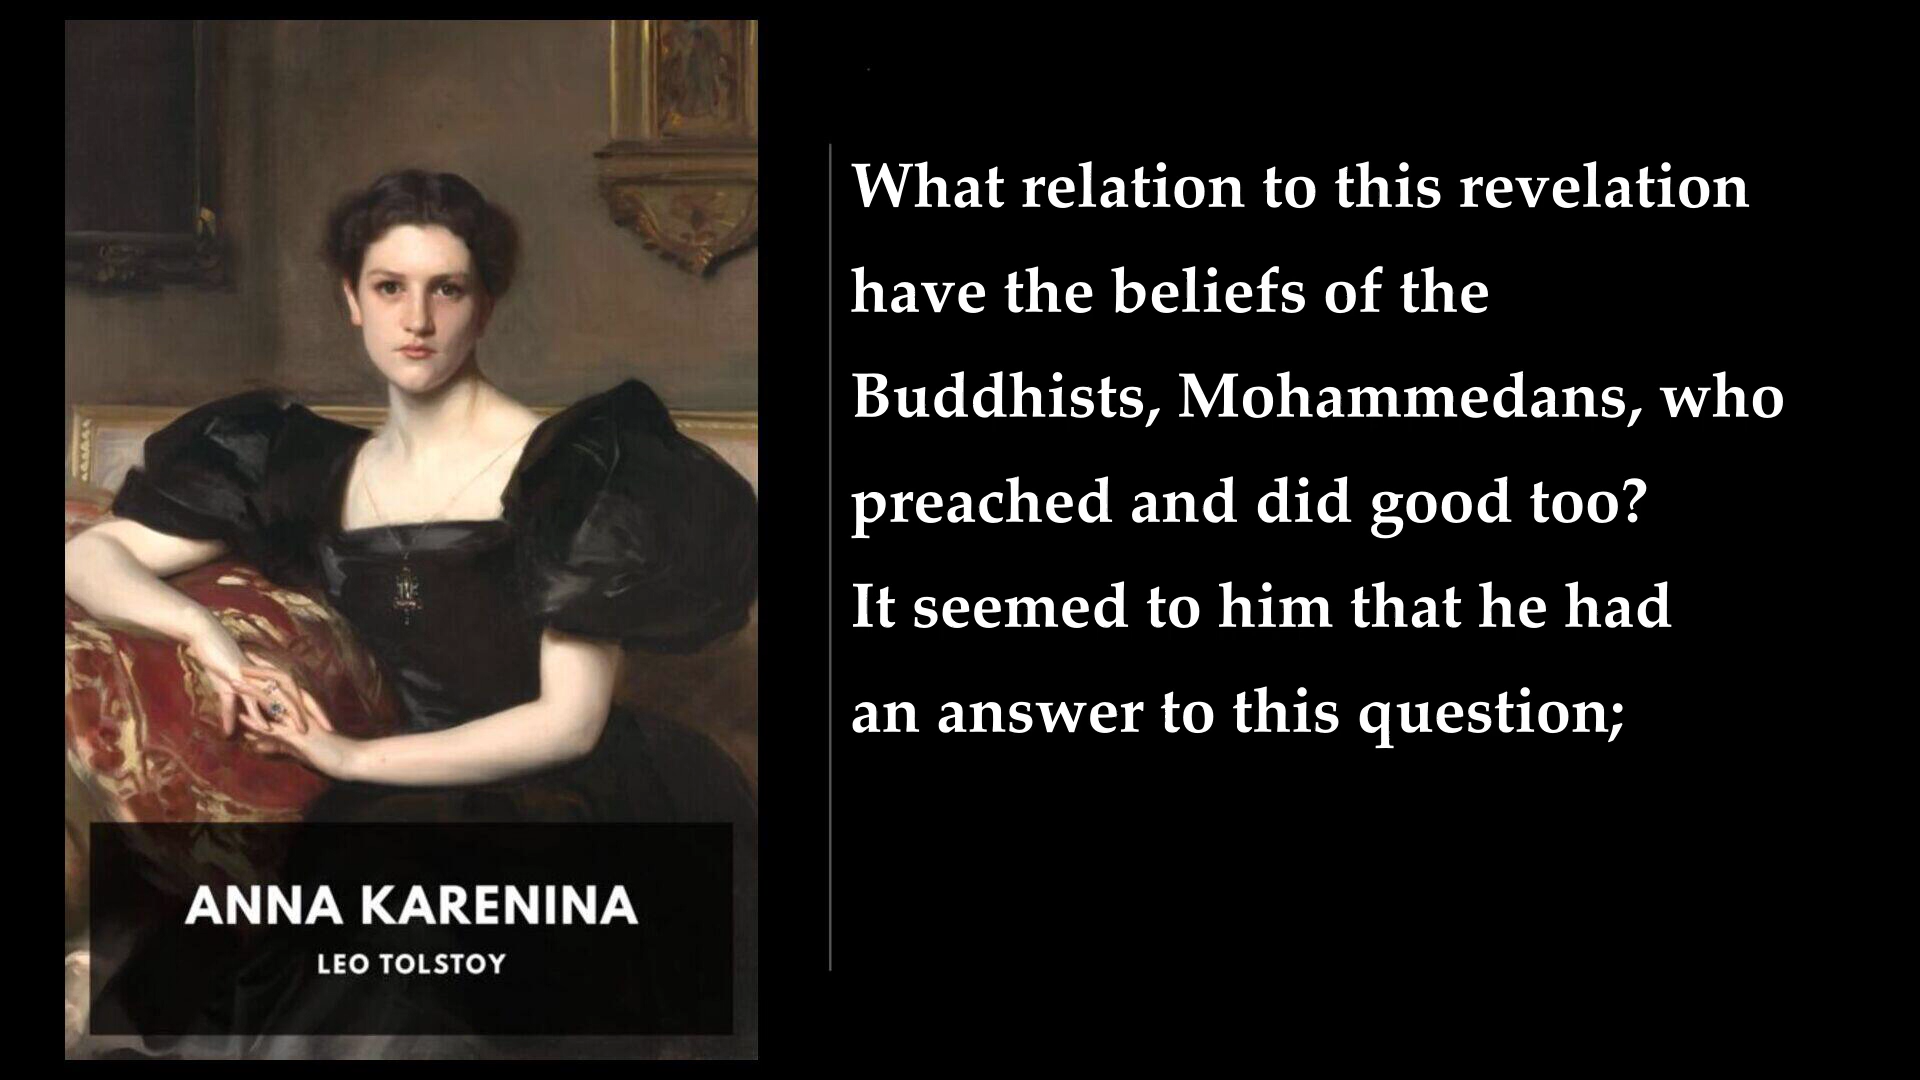 What relation to this revelation
have the beliefs of the
Buddhists, Mohammedans, who
preached and did good too?
It seemed to him that he had
an answer to this question;
ANNA KARENINA
LEO TOLSTOY